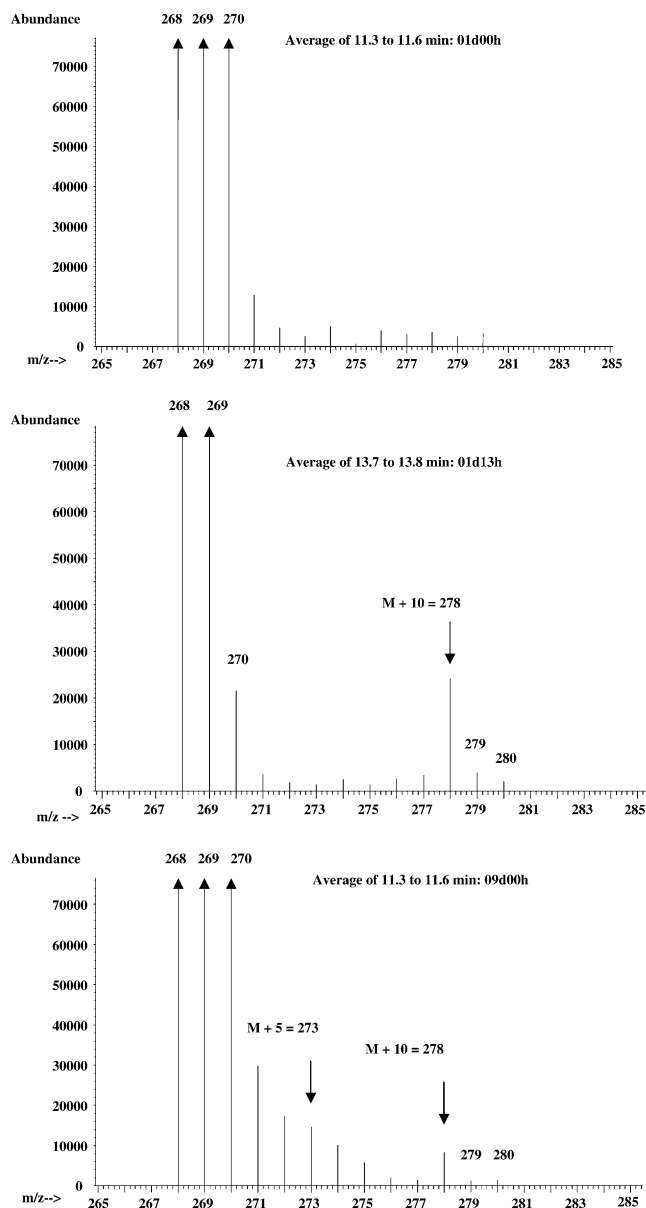 Abundance 268 269 270
Average of 11.3 to 11.6 min: 01d00h
70000
60000
50000
40000
30000
20000
10000
0
265 267 269 271 273 275 277 279 281 283 285
m/z-->
268 269
Abundance
Average of 13.7 to 13.8 min: 01d13h
70000
60000
50000
40000
M + 10 = 278
30000
270
20000
10000
279
280
0
265 267 269 271 273 275 277 279 281 283 285
m/z -->
Abundance 268 269 270
Average of 11.3 to 11.6 min: 09d00h
70000
60000
50000
40000
M + 5 = 273
M + 10 = 278
30000
20000
10000
279 280
0
265 267 269 271 273 275 277 279 281 283 285
m/z-->